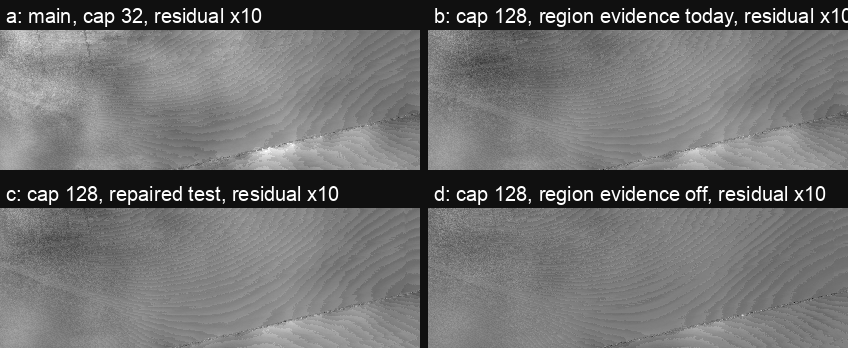 a: main, cap 32, residual x10
b: cap 128, region evidence today, residual x10
c: cap 128, repaired test, residual x10
d: cap 128, region evidence off, residual x10